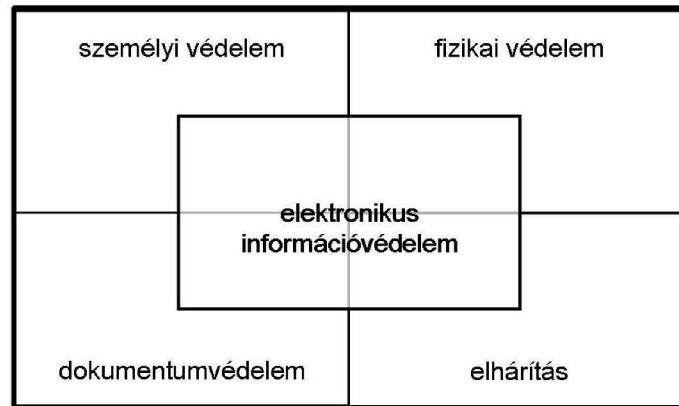 személyi védelem
fizikai védelem
elektronikus
információvédelem
dokumentumvédelem
elhárítás